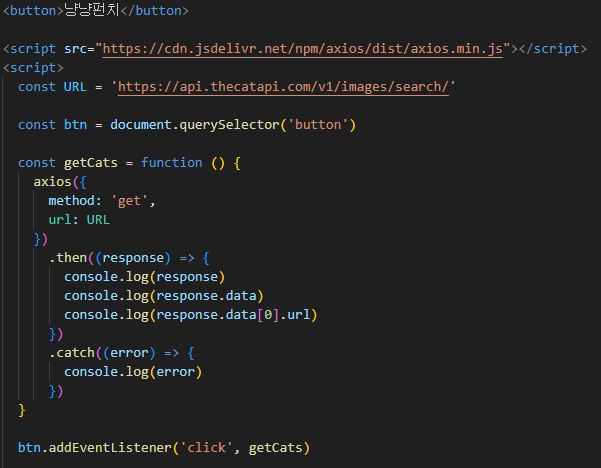 <button>냥냥펀치</button>
<script src="https://cdn.jsdelivr.net/npm/axios/dist/axios.min.js"></script>
<script>
const URL = 'https://api.thecatapi.com/v1/images/search/'
const btn = document.querySelector('button')
const getCats = function () {
axios({
method: 'get',
url: URL
})
.then((response) => {
console.log(response)
console.log(response.data)
console.log(response.data[0].url)
})
.catch((error) => {
console.log(error)
})
}
btn.addEventListener('click', getCats)